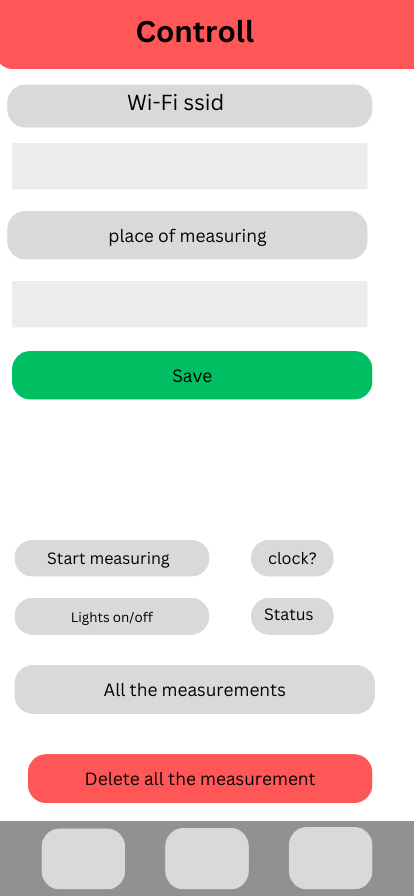 Controll
Wi-Fi ssid
place of measuring
Save
Start measuring
clock?
Lights on/off
Status
All the measurements
Delete all the measurement